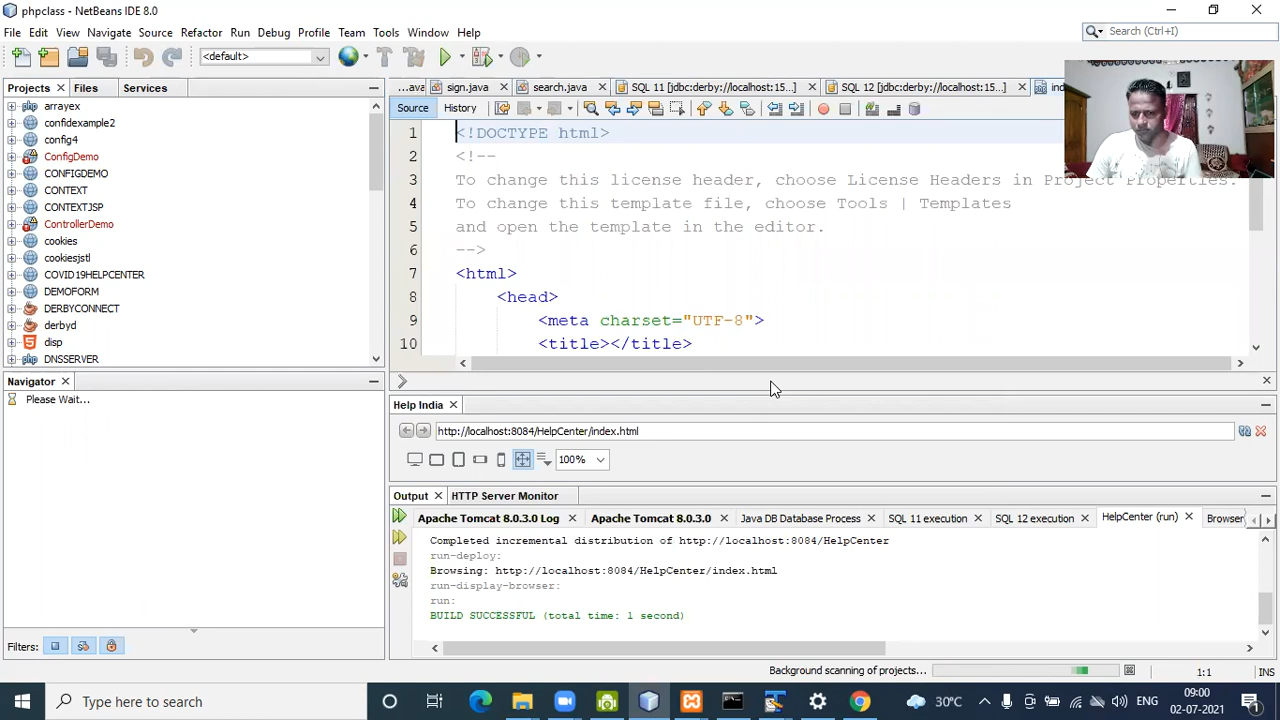 phpclass - NetBeans IDE 8.0
File Edit View Navigate Source Refactor Run Debug Profile Team Tools Window Help
Search (Ctrl+I)
<default>
Projects Files Services
arrayex
confidexample2
config4
ConfigDemo
CONFIGDEMO
CONTEXT
CONTEXTJSP
ControllerDemo
cookies
cookiesjstl
COVID19HELPCENTER
DEMOFORM
DERBYCONNECT
derbyd
disp
DNSSERVER
Navigator
Please Wait...
Filters:
...ava sign.java search.java SQL 11 [jdbc:derby://localhost:15...] SQL 12 [jdbc:derby://localhost:15...]
Source History
1 <!DOCTYPE html>
2 <!--
3 To change this license header, choose License Headers in Project Properties.
4 To change this template file, choose Tools | Templates
5 and open the template in the editor.
6 -->
7 <html>
8 <head>
9 <meta charset="UTF-8">
10 <title></title>
Help India
http://localhost:8084/HelpCenter/index.html
100%
Output HTTP Server Monitor
Apache Tomcat 8.0.3.0 Log Apache Tomcat 8.0.3.0 Java DB Database Process SQL 11 execution SQL 12 execution HelpCenter (run) Browser
Completed incremental distribution of http://localhost:8084/HelpCenter
run-deploy:
Browsing: http://localhost:8084/HelpCenter/index.html
run-display-browser:
run:
BUILD SUCCESSFUL (total time: 1 second)
Background scanning of projects...
1:1 INS
Type here to search
30°C
ENG
09:00
02-07-2021